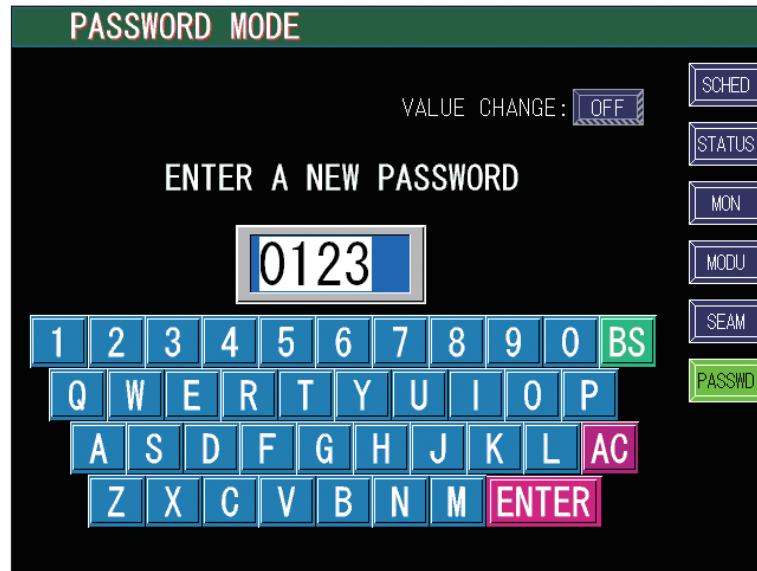 PASSWORD MODE
VALUE CHANGE: OFF
ENTER A NEW PASSWORD
0123
1 2 3 4 5 6 7 8 9 0 BS
Q W E R T Y U I O P
A S D F G H J K L AC
Z X C V B N M ENTER
SCHED
STATUS
MON
MODU
SEAM
PASSWD